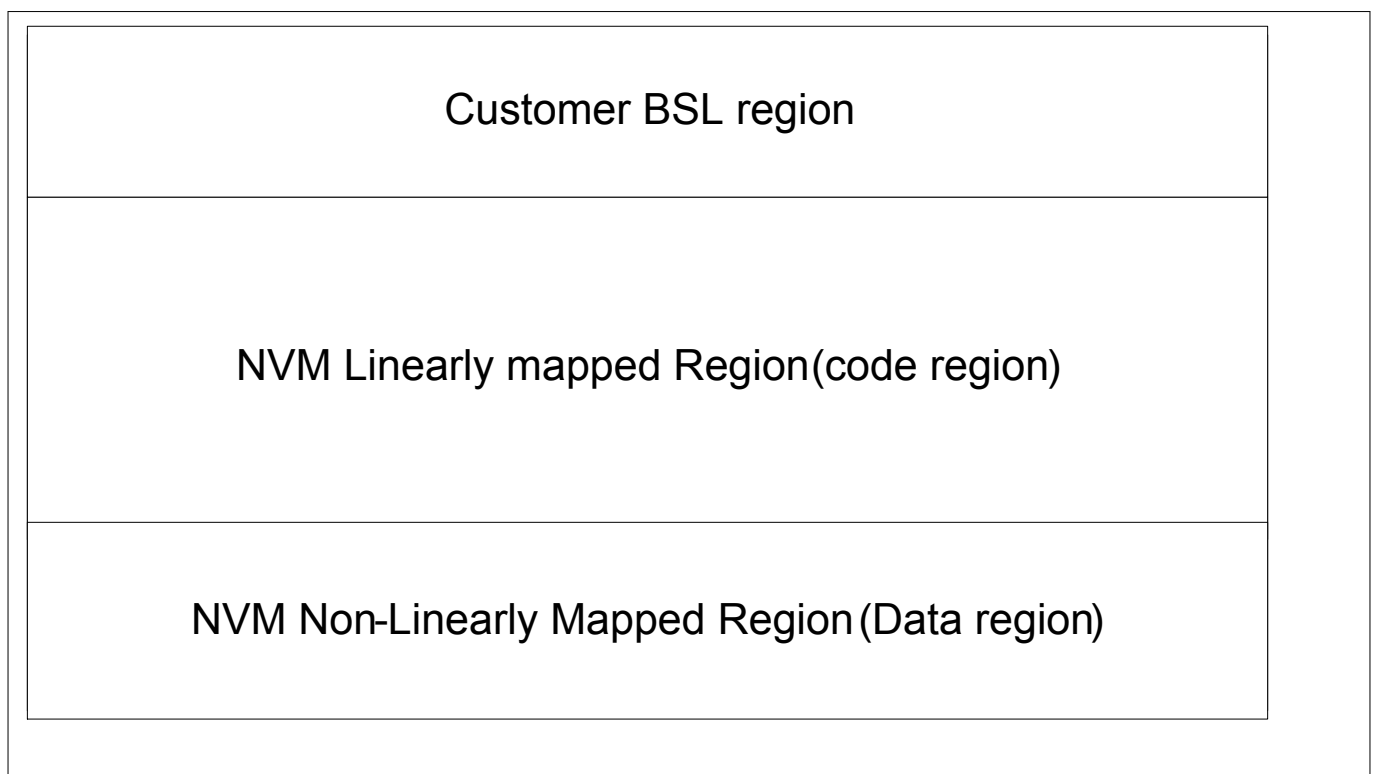 Customer BSL region
NVM Linearly mapped Region(code region)
NVM Non-Linearly Mapped Region(Data region)